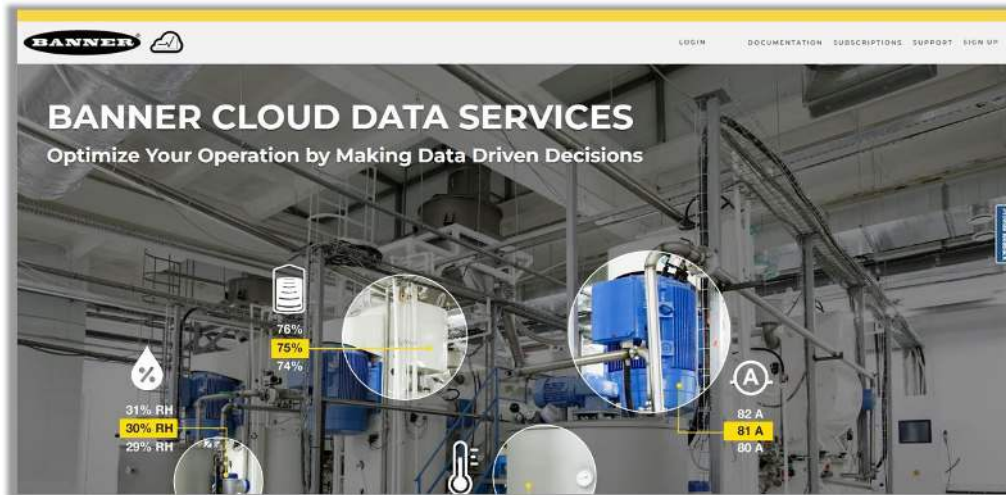 BANNER
LOGIN DOCUMENTATION SUBSCRIPTIONS SUPPORT SIGN UP
BANNER CLOUD DATA SERVICES
Optimize Your Operation by Making Data Driven Decisions
76%
75%
74%
%
31% RH
30% RH
29% RH
A
82 A
81 A
80 A